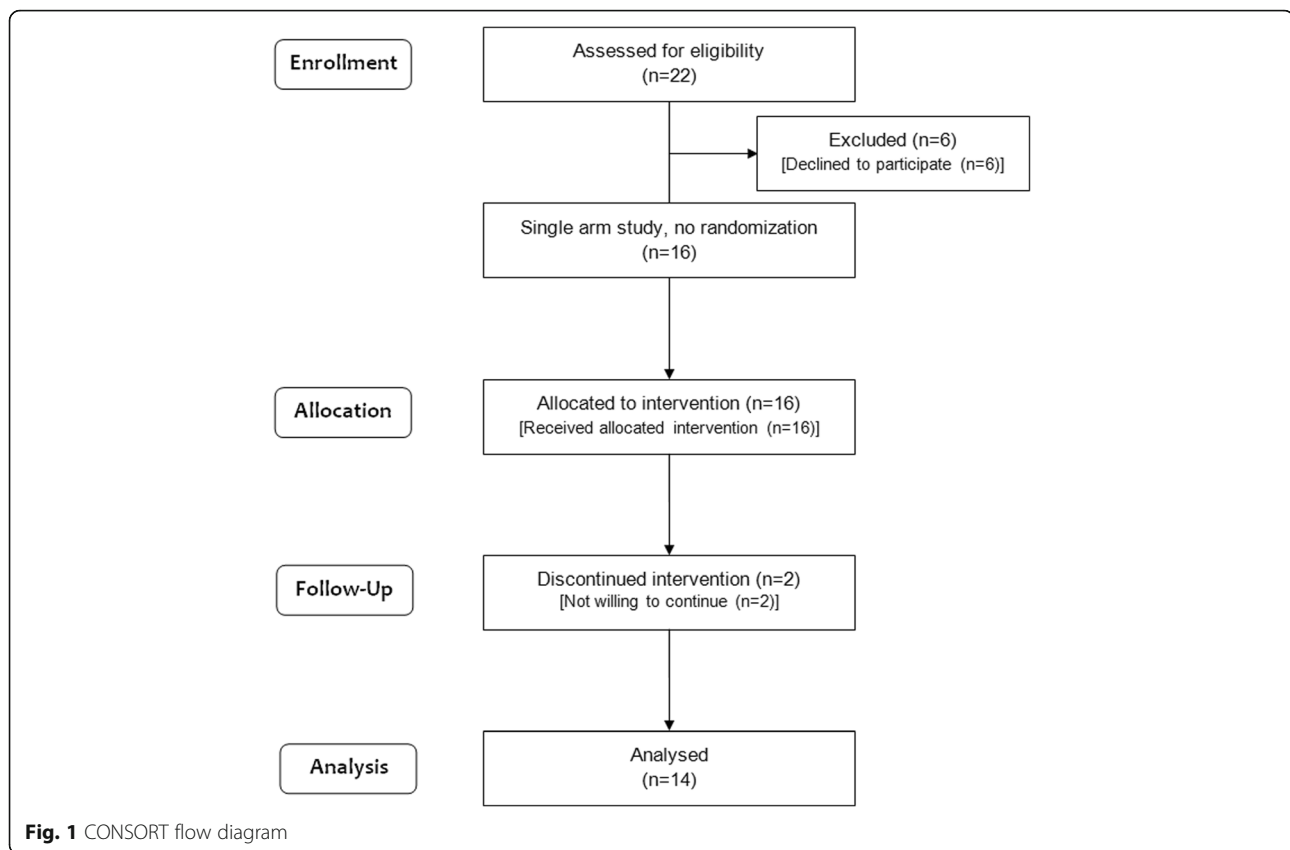 Enrollment
Assessed for eligibility
(n=22)
Excluded (n=6)
[Declined to participate (n=6)]
Single arm study, no randomization
(n=16)
Allocation
Allocated to intervention (n=16)
[Received allocated intervention (n=16)]
Follow-Up
Discontinued intervention (n=2)
[Not willing to continue (n=2)]
Analysis
Analysed
(n=14)
Fig. 1 CONSORT flow diagram